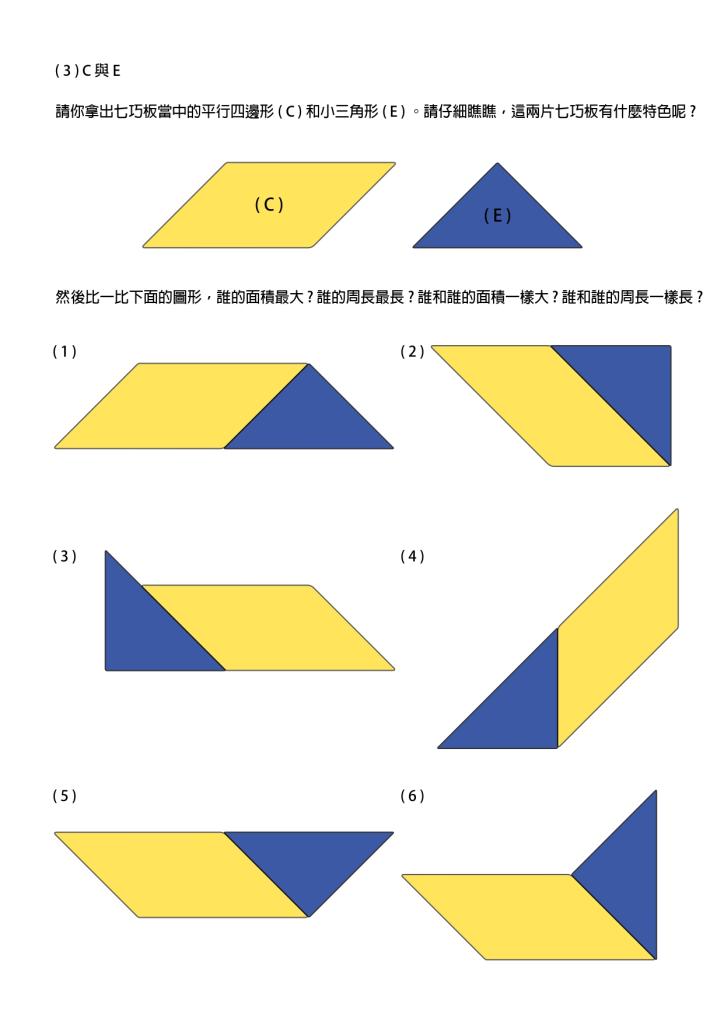 (3) C 與 E
請你拿出七巧板當中的平行四邊形 (C) 和小三角形 (E)。請仔細瞧瞧，這兩片七巧板有什麼特色呢?
(C) (E)
然後比一比下面的圖形，誰的面積最大?誰的周長最長?誰和誰的面積一樣大?誰和誰的周長一樣長?
(1) (2)
(3) (4)
(5) (6)